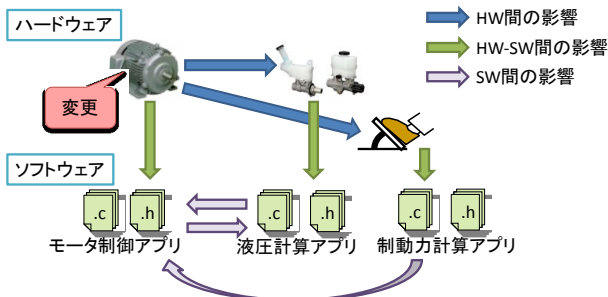 ハードウェア
HW間の影響
HW-SW間の影響
SW間の影響
変更
ソフトウェア
.c .h .c .h .c .h
モータ制御アプリ 液圧計算アプリ 制動力計算アプリ